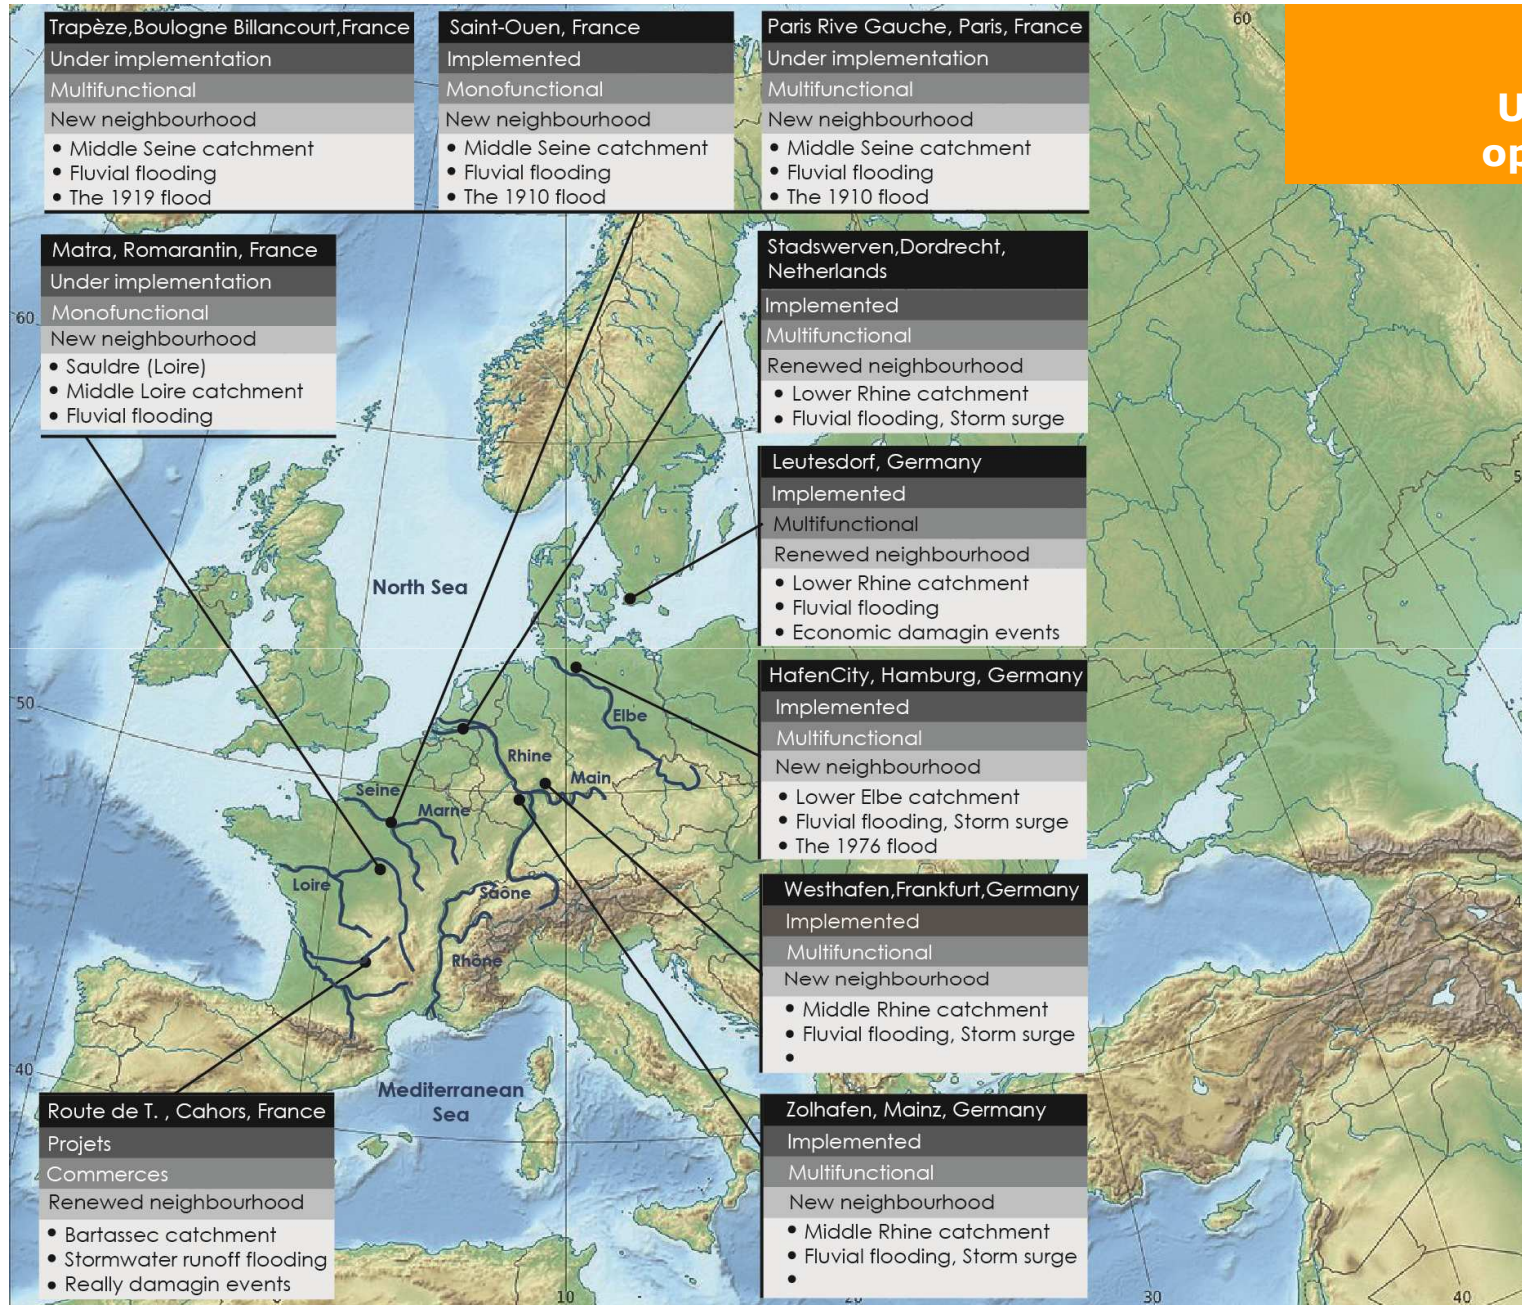 Trapèze,Boulogne Billancourt,France
Under implementation
Multifunctional
New neighbourhood
• Middle Seine catchment
• Fluvial flooding
• The 1919 flood
Saint-Ouen, France
Implemented
Monofunctional
New neighbourhood
• Middle Seine catchment
• Fluvial flooding
• The 1910 flood
Paris Rive Gauche, Paris, France
Under implementation
Multifunctional
New neighbourhood
• Middle Seine catchment
• Fluvial flooding
• The 1910 flood
60
U
op
Matra, Romarantin, France
Under implementation
Monofunctional
New neighbourhood
• Sauldre (Loire)
• Middle Loire catchment
• Fluvial flooding
60
Stadswerven,Dordrecht,
Netherlands
Implemented
Multifunctional
Renewed neighbourhood
• Lower Rhine catchment
• Fluvial flooding, Storm surge
Leutesdorf, Germany
Implemented
Multifunctional
Renewed neighbourhood
• Lower Rhine catchment
• Fluvial flooding
• Economic damagin events
5
North Sea
HafenCity, Hamburg, Germany
Implemented
Multifunctional
New neighbourhood
• Lower Elbe catchment
• Fluvial flooding, Storm surge
• The 1976 flood
50
Elbe
Rhine
Main
Seine
Marne
Loire
Saône
Rhône
Westhafen,Frankfurt,Germany
Implemented
Multifunctional
New neighbourhood
• Middle Rhine catchment
• Fluvial flooding, Storm surge
•
4
40
Mediterranean
Sea
Route de T. , Cahors, France
Projets
Commerces
Renewed neighbourhood
• Bartassec catchment
• Stormwater runoff flooding
• Really damagin events
Zolhafen, Mainz, Germany
Implemented
Multifunctional
New neighbourhood
• Middle Rhine catchment
• Fluvial flooding, Storm surge
•
10
20
30
40